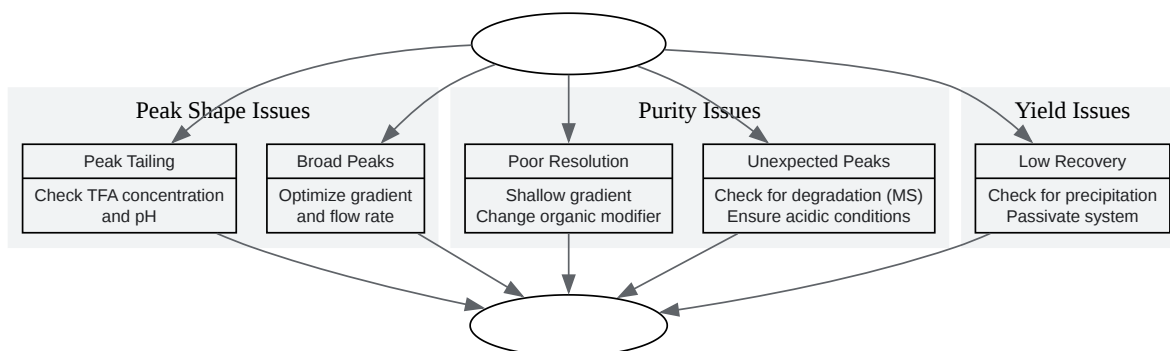 Peak Shape Issues
Purity Issues
Yield Issues
Peak Tailing
Check TFA concentration
and pH
Broad Peaks
Optimize gradient
and flow rate
Poor Resolution
Shallow gradient
Change organic modifier
Unexpected Peaks
Check for degradation (MS)
Ensure acidic conditions
Low Recovery
Check for precipitation
Passivate system